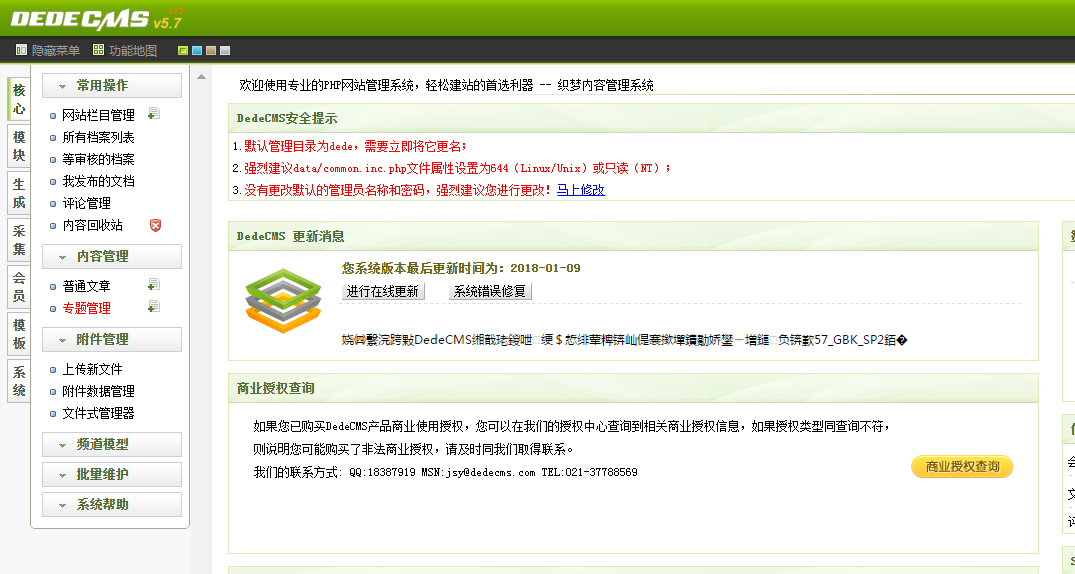 DEDECMS v5.7 SP2
隐藏菜单 功能地图
核心
模块
生成
采集
会员
模板
系统
常用操作
网站栏目管理
所有档案列表
等审核的档案
我发布的文档
评论管理
内容回收站
内容管理
普通文章
专题管理
附件管理
上传新文件
附件数据管理
文件式管理器
频道模型
批量维护
系统帮助
欢迎使用专业的PHP网站管理系统，轻松建站的首选利器 -- 织梦内容管理系统
DedeCMS安全提示
1.默认管理目录为dede，需要立即将它更名；
2.强烈建议data/common.inc.php文件属性设置为644（Linux/Unix）或只读（NT）；
3.没有更改默认的管理员名称和密码，强烈建议您进行更改！马上修改
DedeCMS 更新消息
您系统版本最后更新时间为：2018-01-09
进行在线更新 系统错误修复
DedeCMS 57_GBK_SP2
商业授权查询
如果您已购买DedeCMS产品商业使用授权，您可以在我们的授权中心查询到相关商业授权信息，如果授权类型同查询不符，
则说明您可能购买了非法商业授权，请及时同我们取得联系。
我们的联系方式：QQ:18387919 MSN:jsy@dedecms.com TEL:021-37788569
商业授权查询